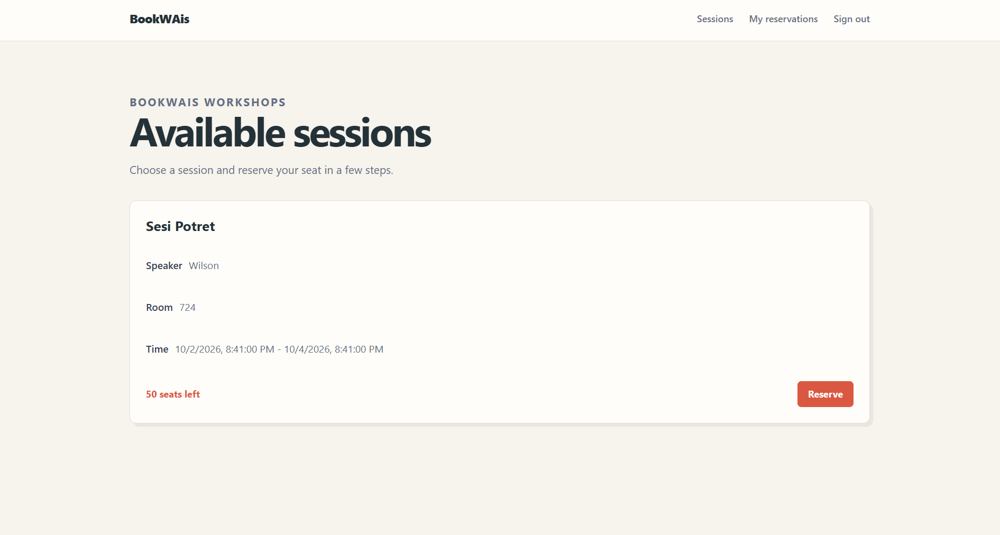 BookWAis
Sessions
My reservations
Sign out
BOOKWAIS WORKSHOPS
Available sessions
Choose a session and reserve your seat in a few steps.
Sesi Potret
Speaker Wilson
Room 724
Time 10/2/2026, 8:41:00 PM - 10/4/2026, 8:41:00 PM
50 seats left
Reserve